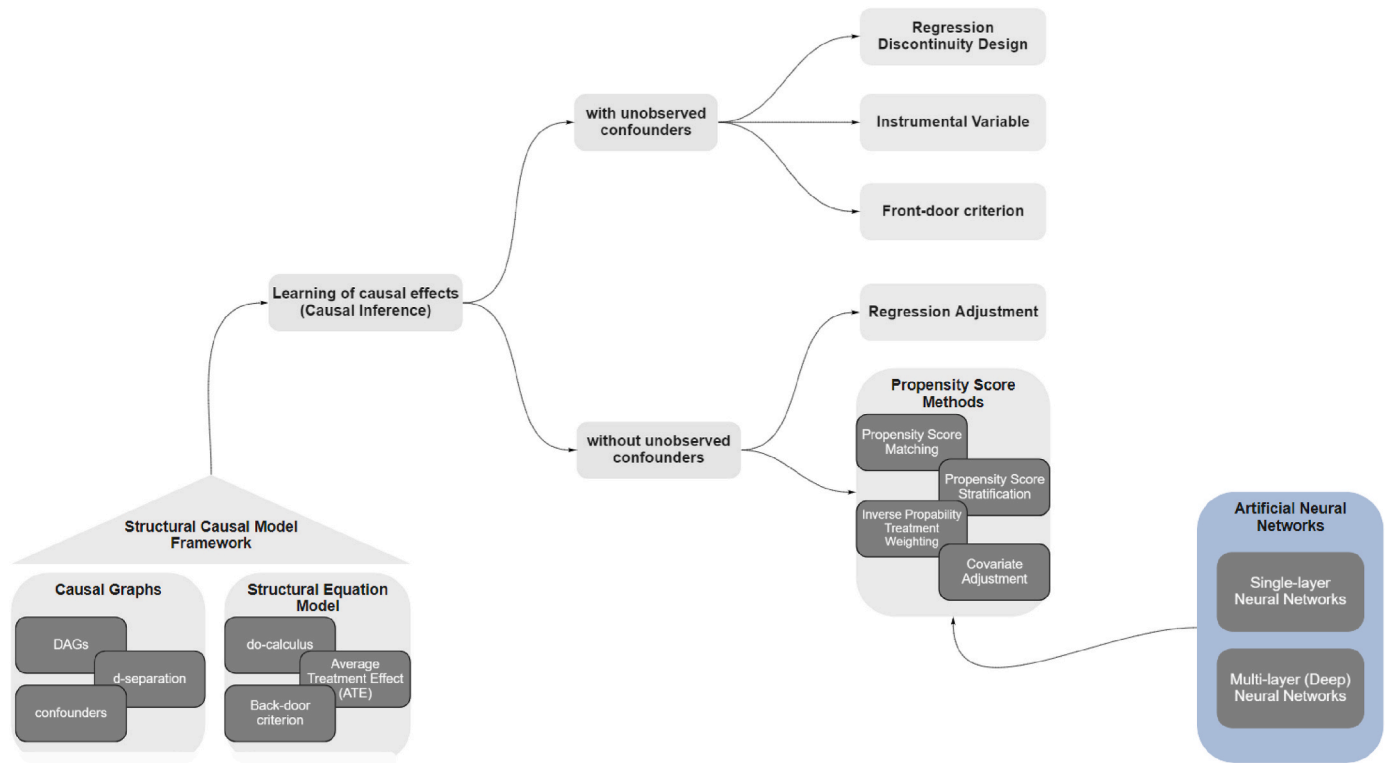 Regression
Discontinuity Design
with unobserved
confounders
Instrumental Variable
Front-door criterion
Learning of causal effects
(Causal Inference)
Regression Adjustment
without unobserved
confounders
Propensity Score
Methods
Propensity Score
Matching
Propensity Score
Stratification
Inverse Propability
Treatment
Weighting
Covariate
Adjustment
Artificial Neural
Networks
Single-layer
Neural Networks
Multi-layer (Deep)
Neural Networks
Structural Causal Model
Framework
Causal Graphs
DAGs
d-separation
confounders
Structural Equation
Model
do-calculus
Average
Treatment Effect
(ATE)
Back-door
criterion